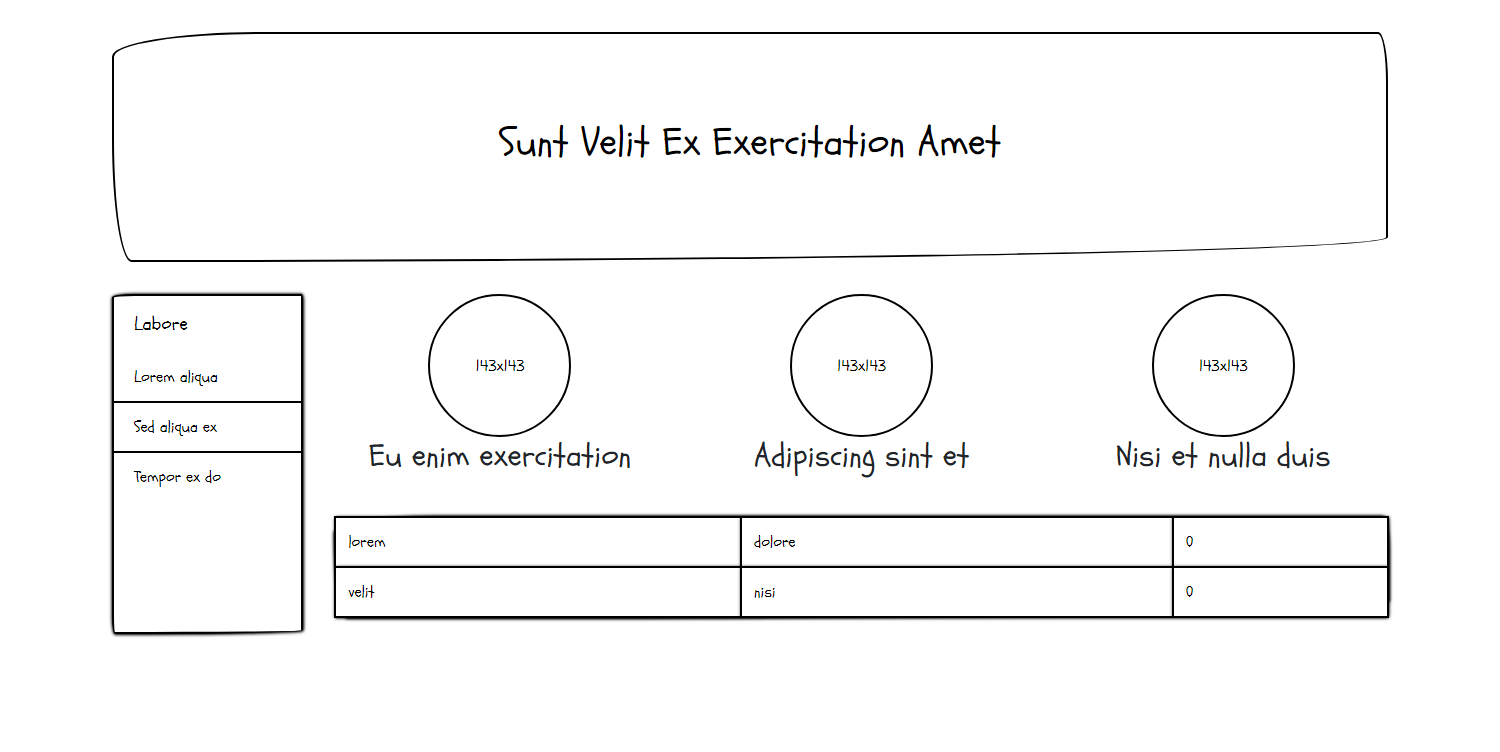 Sunt Velit Ex Exercitation Amet
Labore
Lorem aliqua
Sed aliqua ex
Tempor ex do
143x143
143x143
143x143
Eu enim exercitation
Adipiscing sint et
Nisi et nulla duis
lorem dolore 0
velit nisi 0